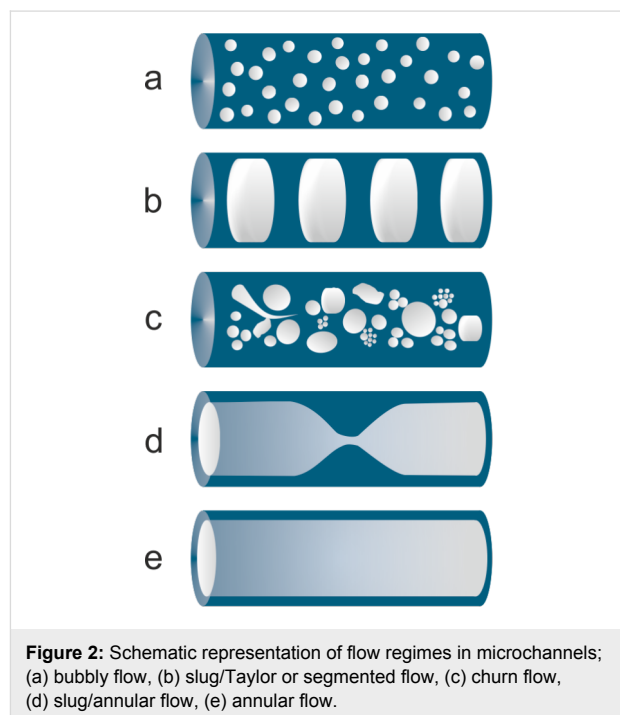 a
b
c
d
e
Figure 2: Schematic representation of flow regimes in microchannels;
(a) bubbly flow, (b) slug/Taylor or segmented flow, (c) churn flow,
(d) slug/annular flow, (e) annular flow.